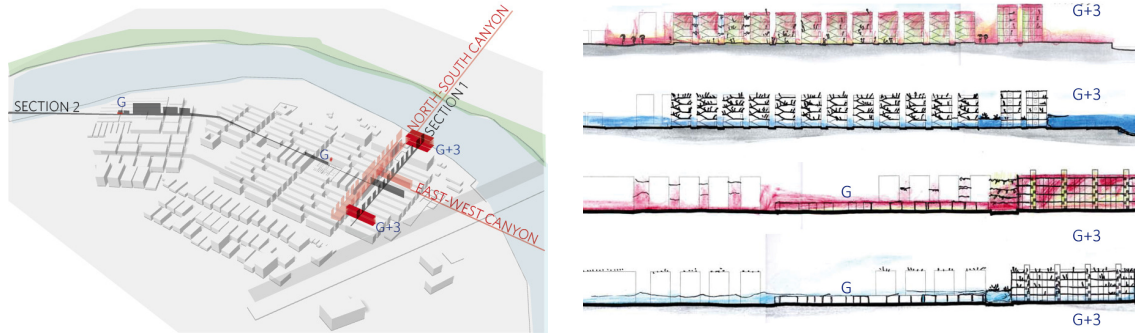 SECTION 2
G
NORTH-SOUTH CANYON
SECTION 1
G+3
G
EAST-WEST CANYON
G+3
G+3
G+3
G
G+3
G
G+3